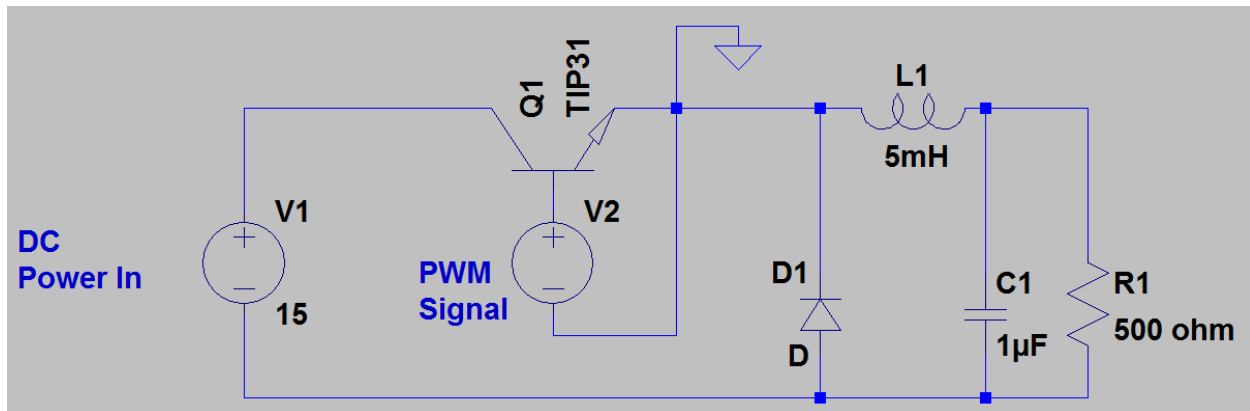 Q1
TIP31
L1
5mH
V1
V2
DC
Power In
PWM
Signal
15
D1
D
C1
1µF
R1
500 ohm